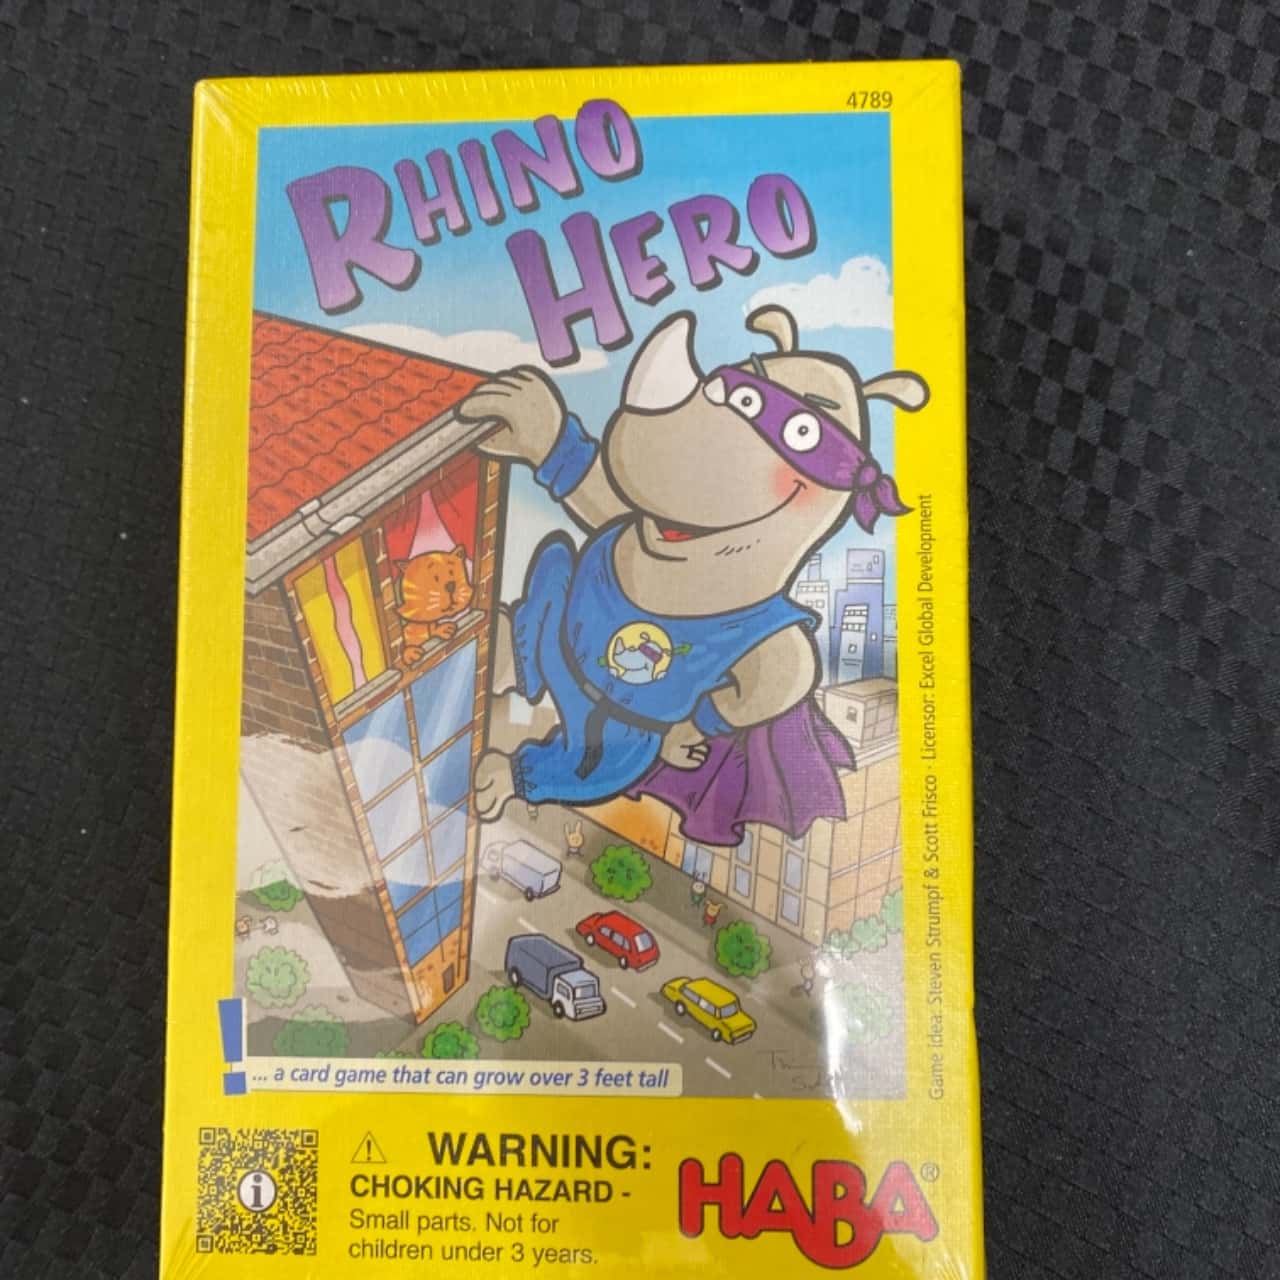 4789
RHINO
HERO
Game idea: Steven Strumpf & Scott Frisco · Licensor: Excel Global Development
... a card game that can grow over 3 feet tall
WARNING:
CHOKING HAZARD -
Small parts. Not for
children under 3 years.
HABA®